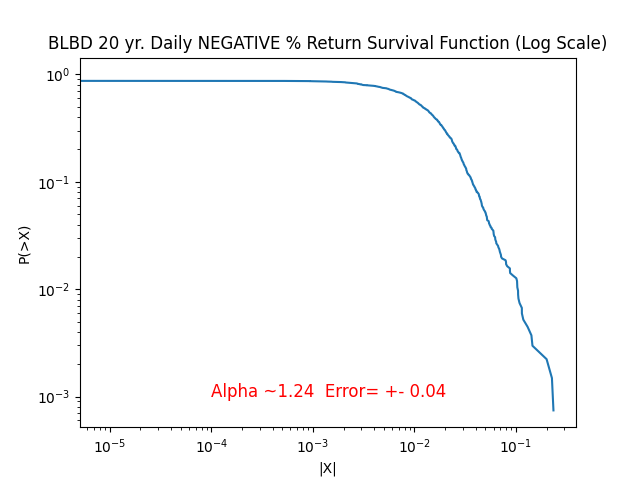 BLBD 20 yr. Daily NEGATIVE % Return Survival Function (Log Scale)
10⁰
10⁻¹
10⁻²
10⁻³
P(>X)
Alpha ~1.24  Error= +- 0.04
10⁻⁵ 10⁻⁴ 10⁻³ 10⁻² 10⁻¹
|X|